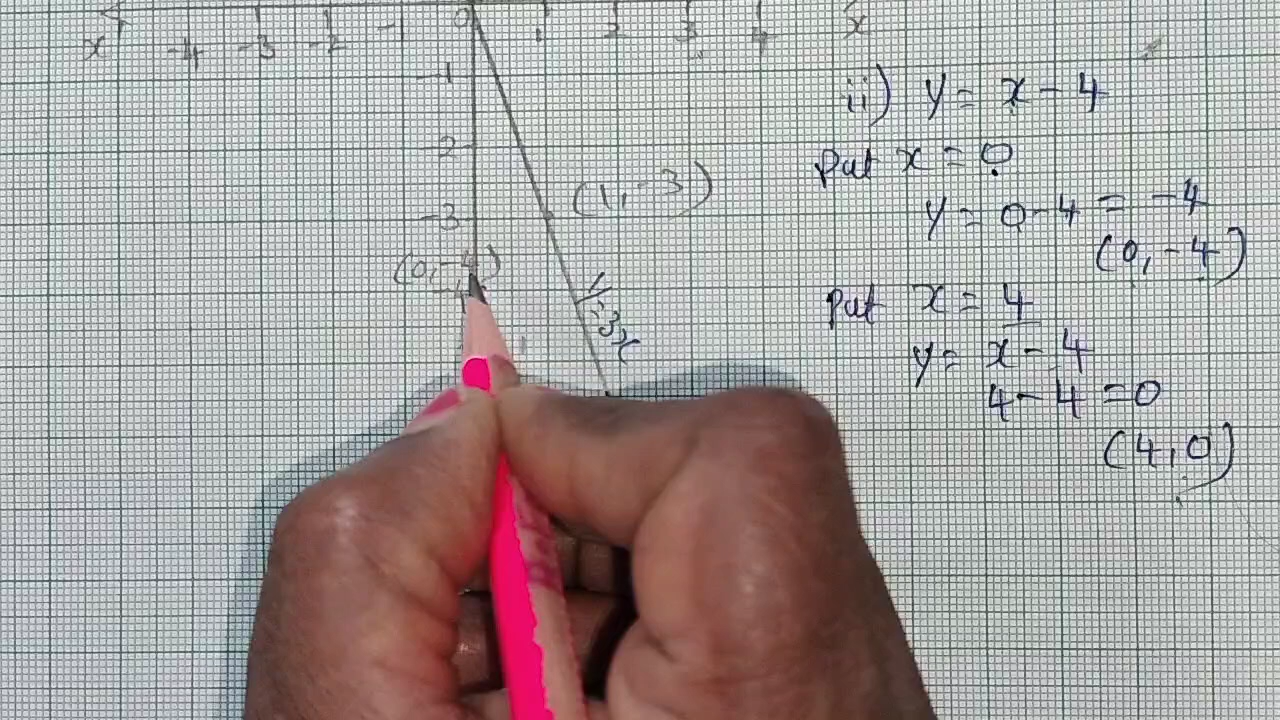 x' -4 -3 -2 -1 0 1 2 3 4 x
-1
-2
-3
(1, -3)
(0, -4)
y = -3x
ii) y = x - 4
Put x = 0
y = 0 - 4 = -4
(0, -4)
Put x = 4
y = x - 4
4 - 4 = 0
(4, 0)